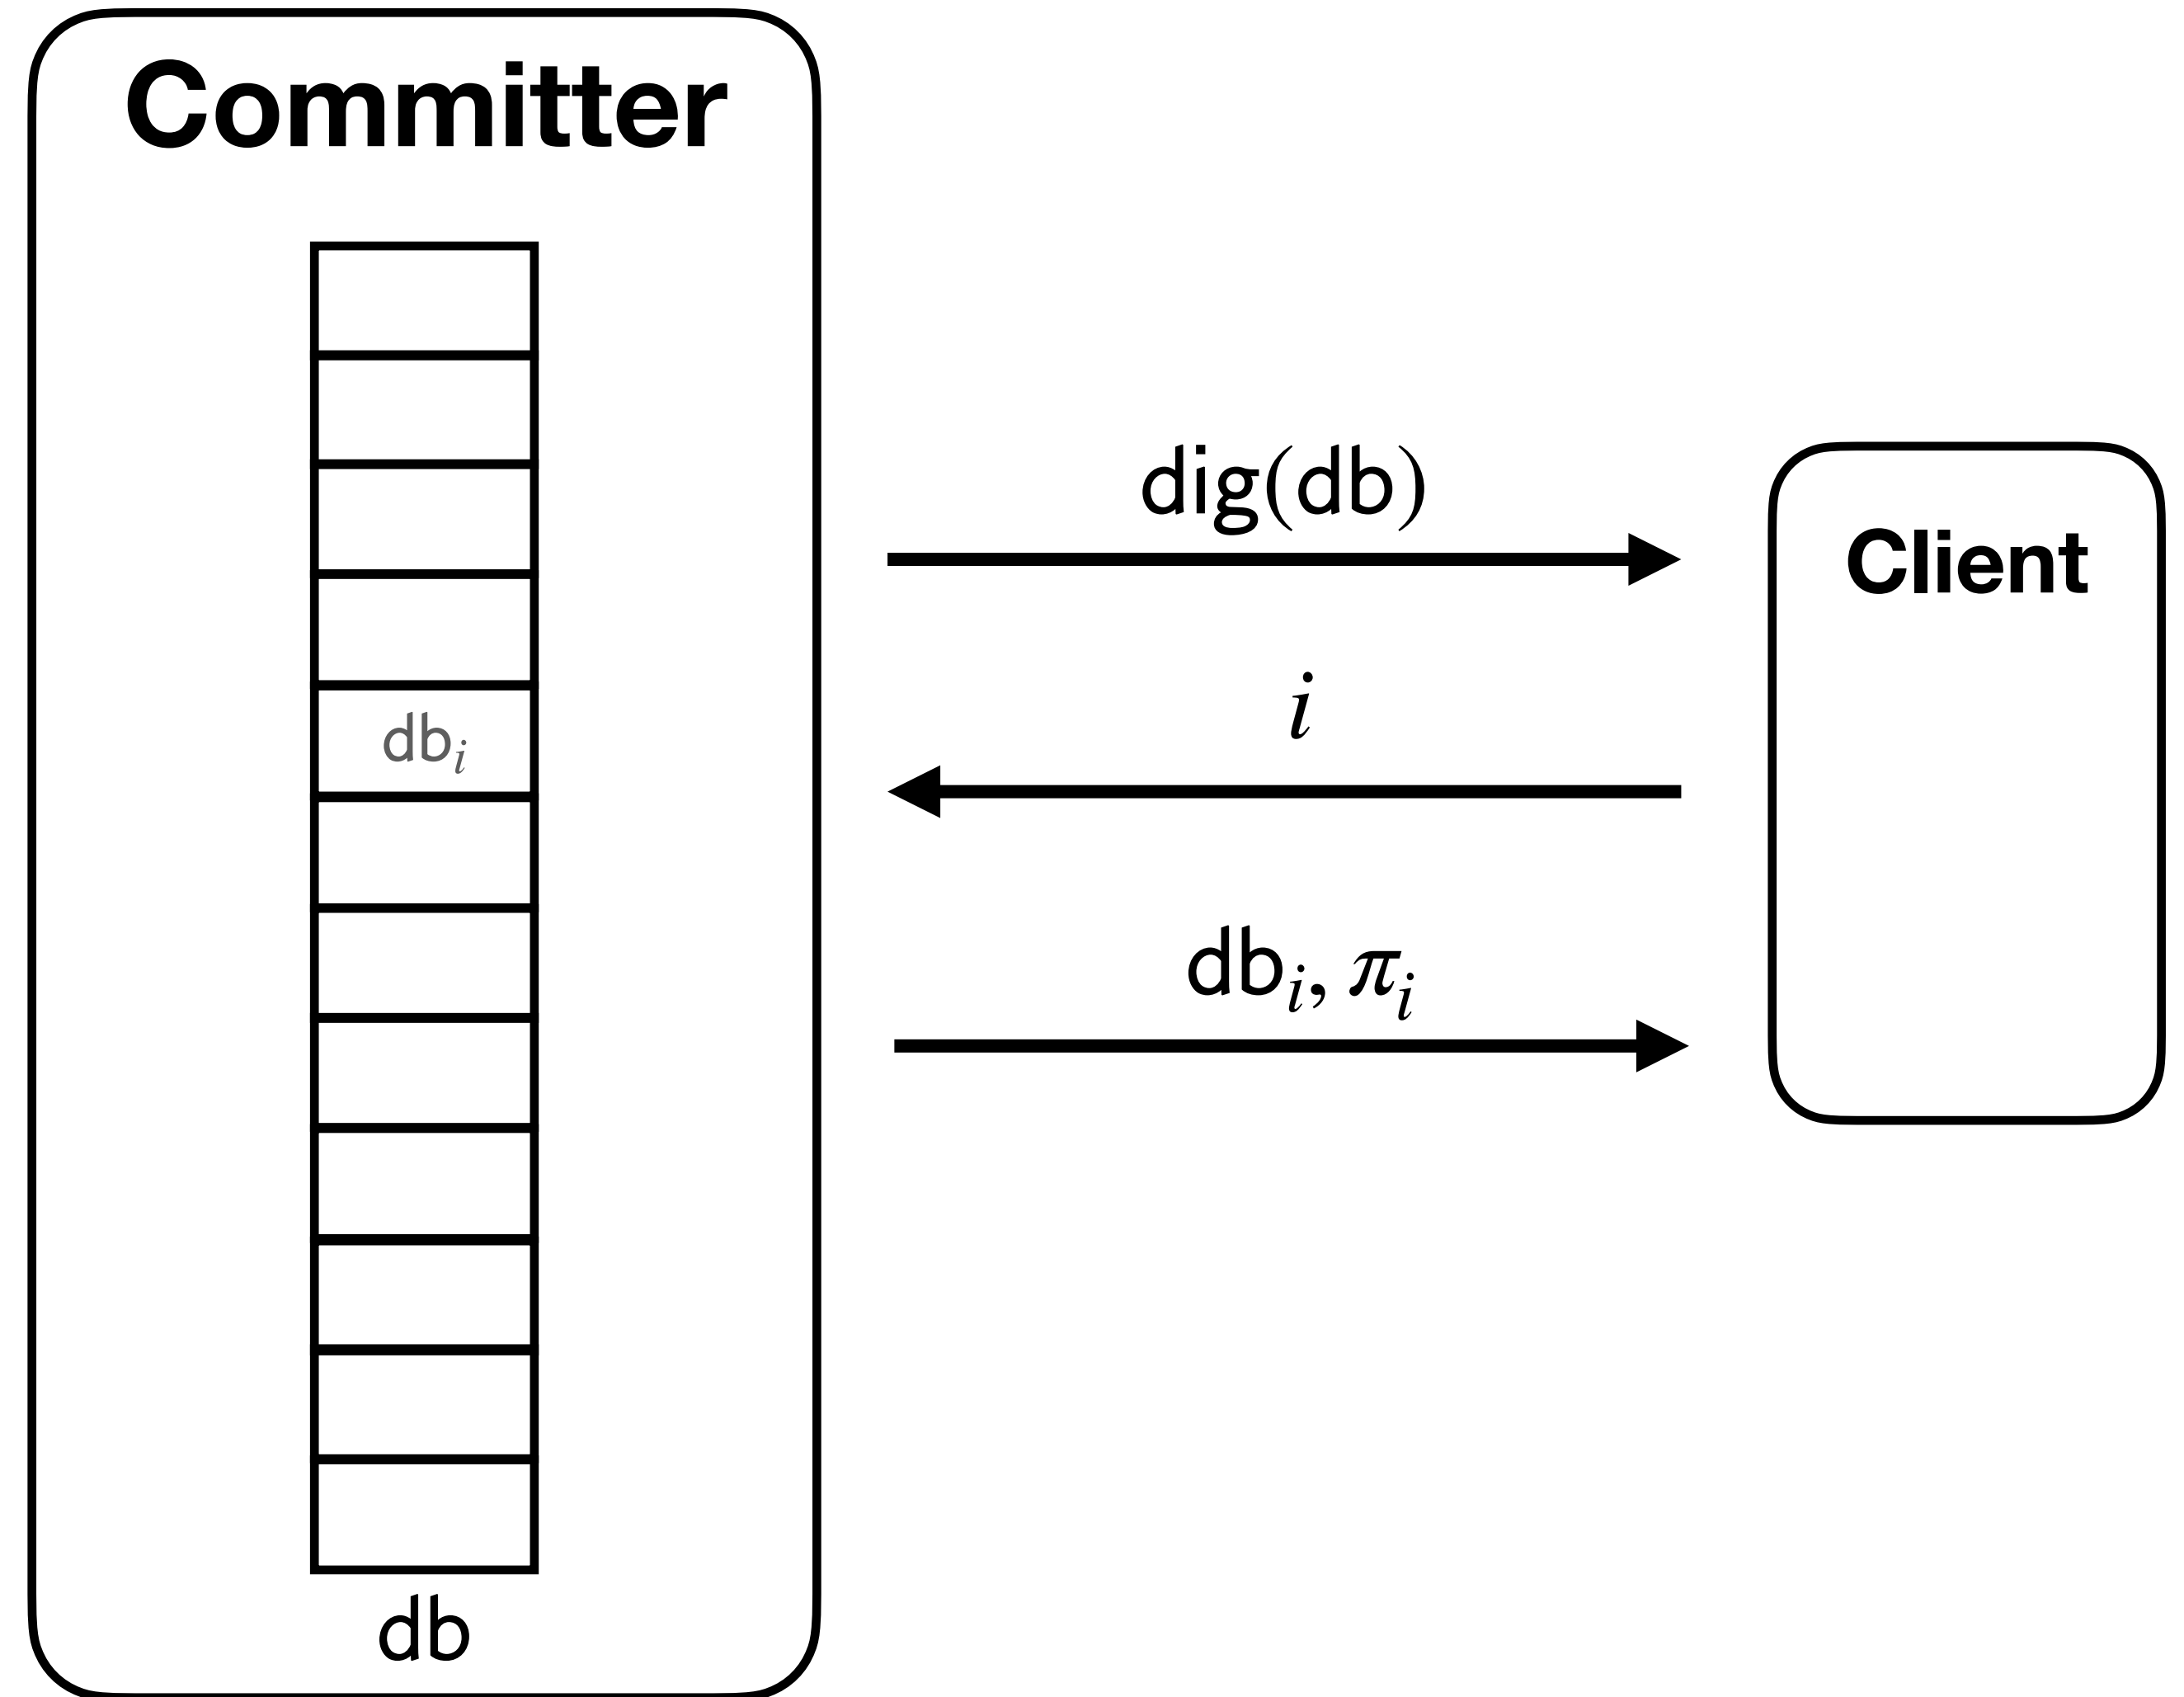 Committer
db_i
db
dig(db)
i
db_i, π_i
Client